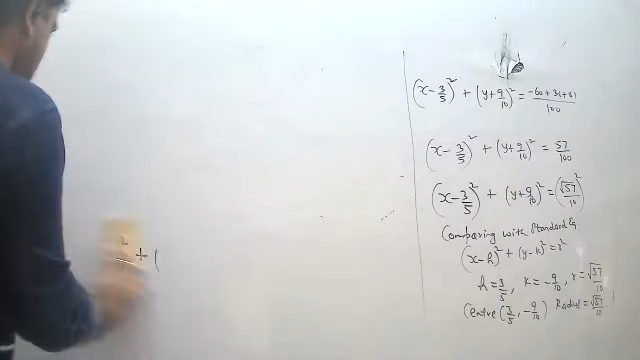 (x-3/5)² + (y+9/10)² = -60+36+81/100
(x-3/5)² + (y+9/10)² = 57/100
(x-3/5)² + (y+9/10)² = (√57/10)²
Comparing with Standard Eq.
(x-h)² + (y-k)² = r²
h = 3/5, k = -9/10, r = √57/10
Centre (3/5, -9/10) Radius = √57/10
2 + (